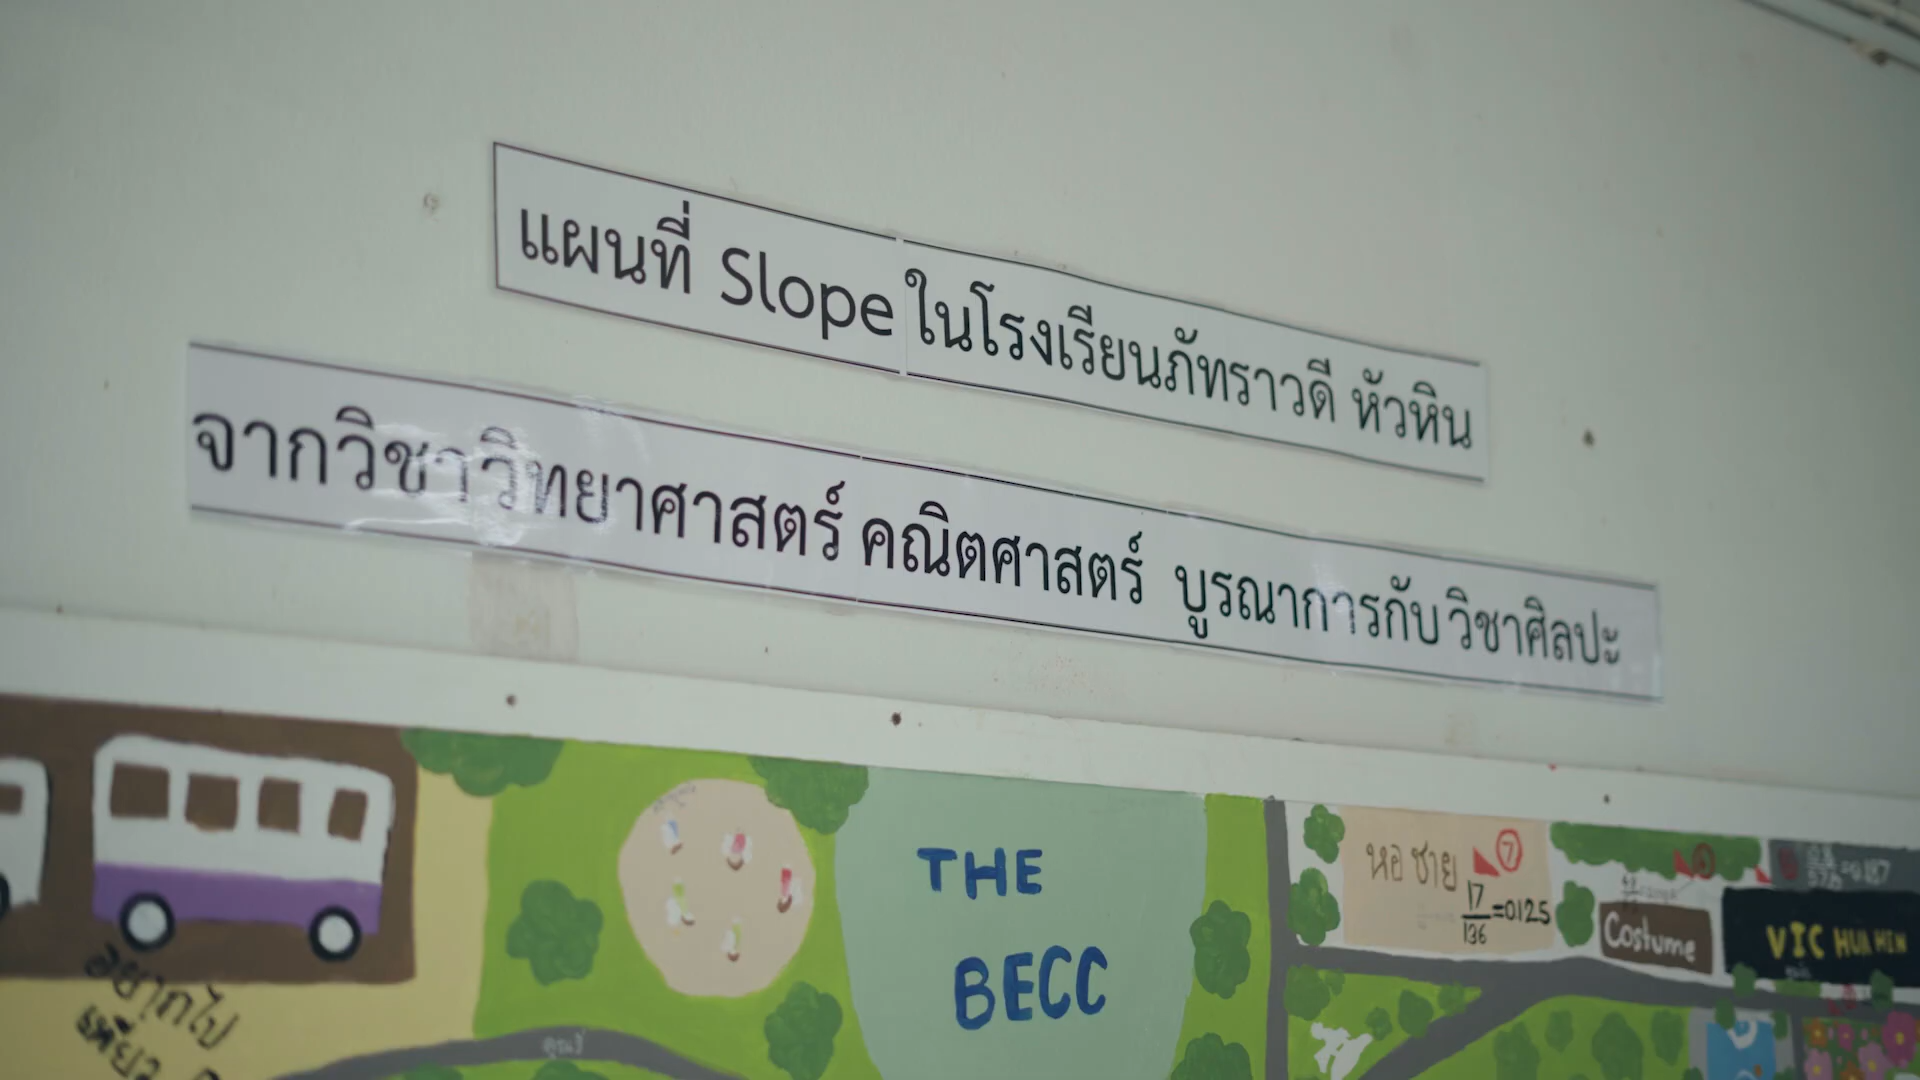 แผนที่ Slope ในโรงเรียนภัทราวดี หัวหิน
จากวิชาวิทยาศาสตร์ คณิตศาสตร์ บูรณาการกับวิชาศิลปะ
THE
BECC
หอ ชาย 7
17/136 =0.125
Costume
VIC HUA HIN
อยากไป